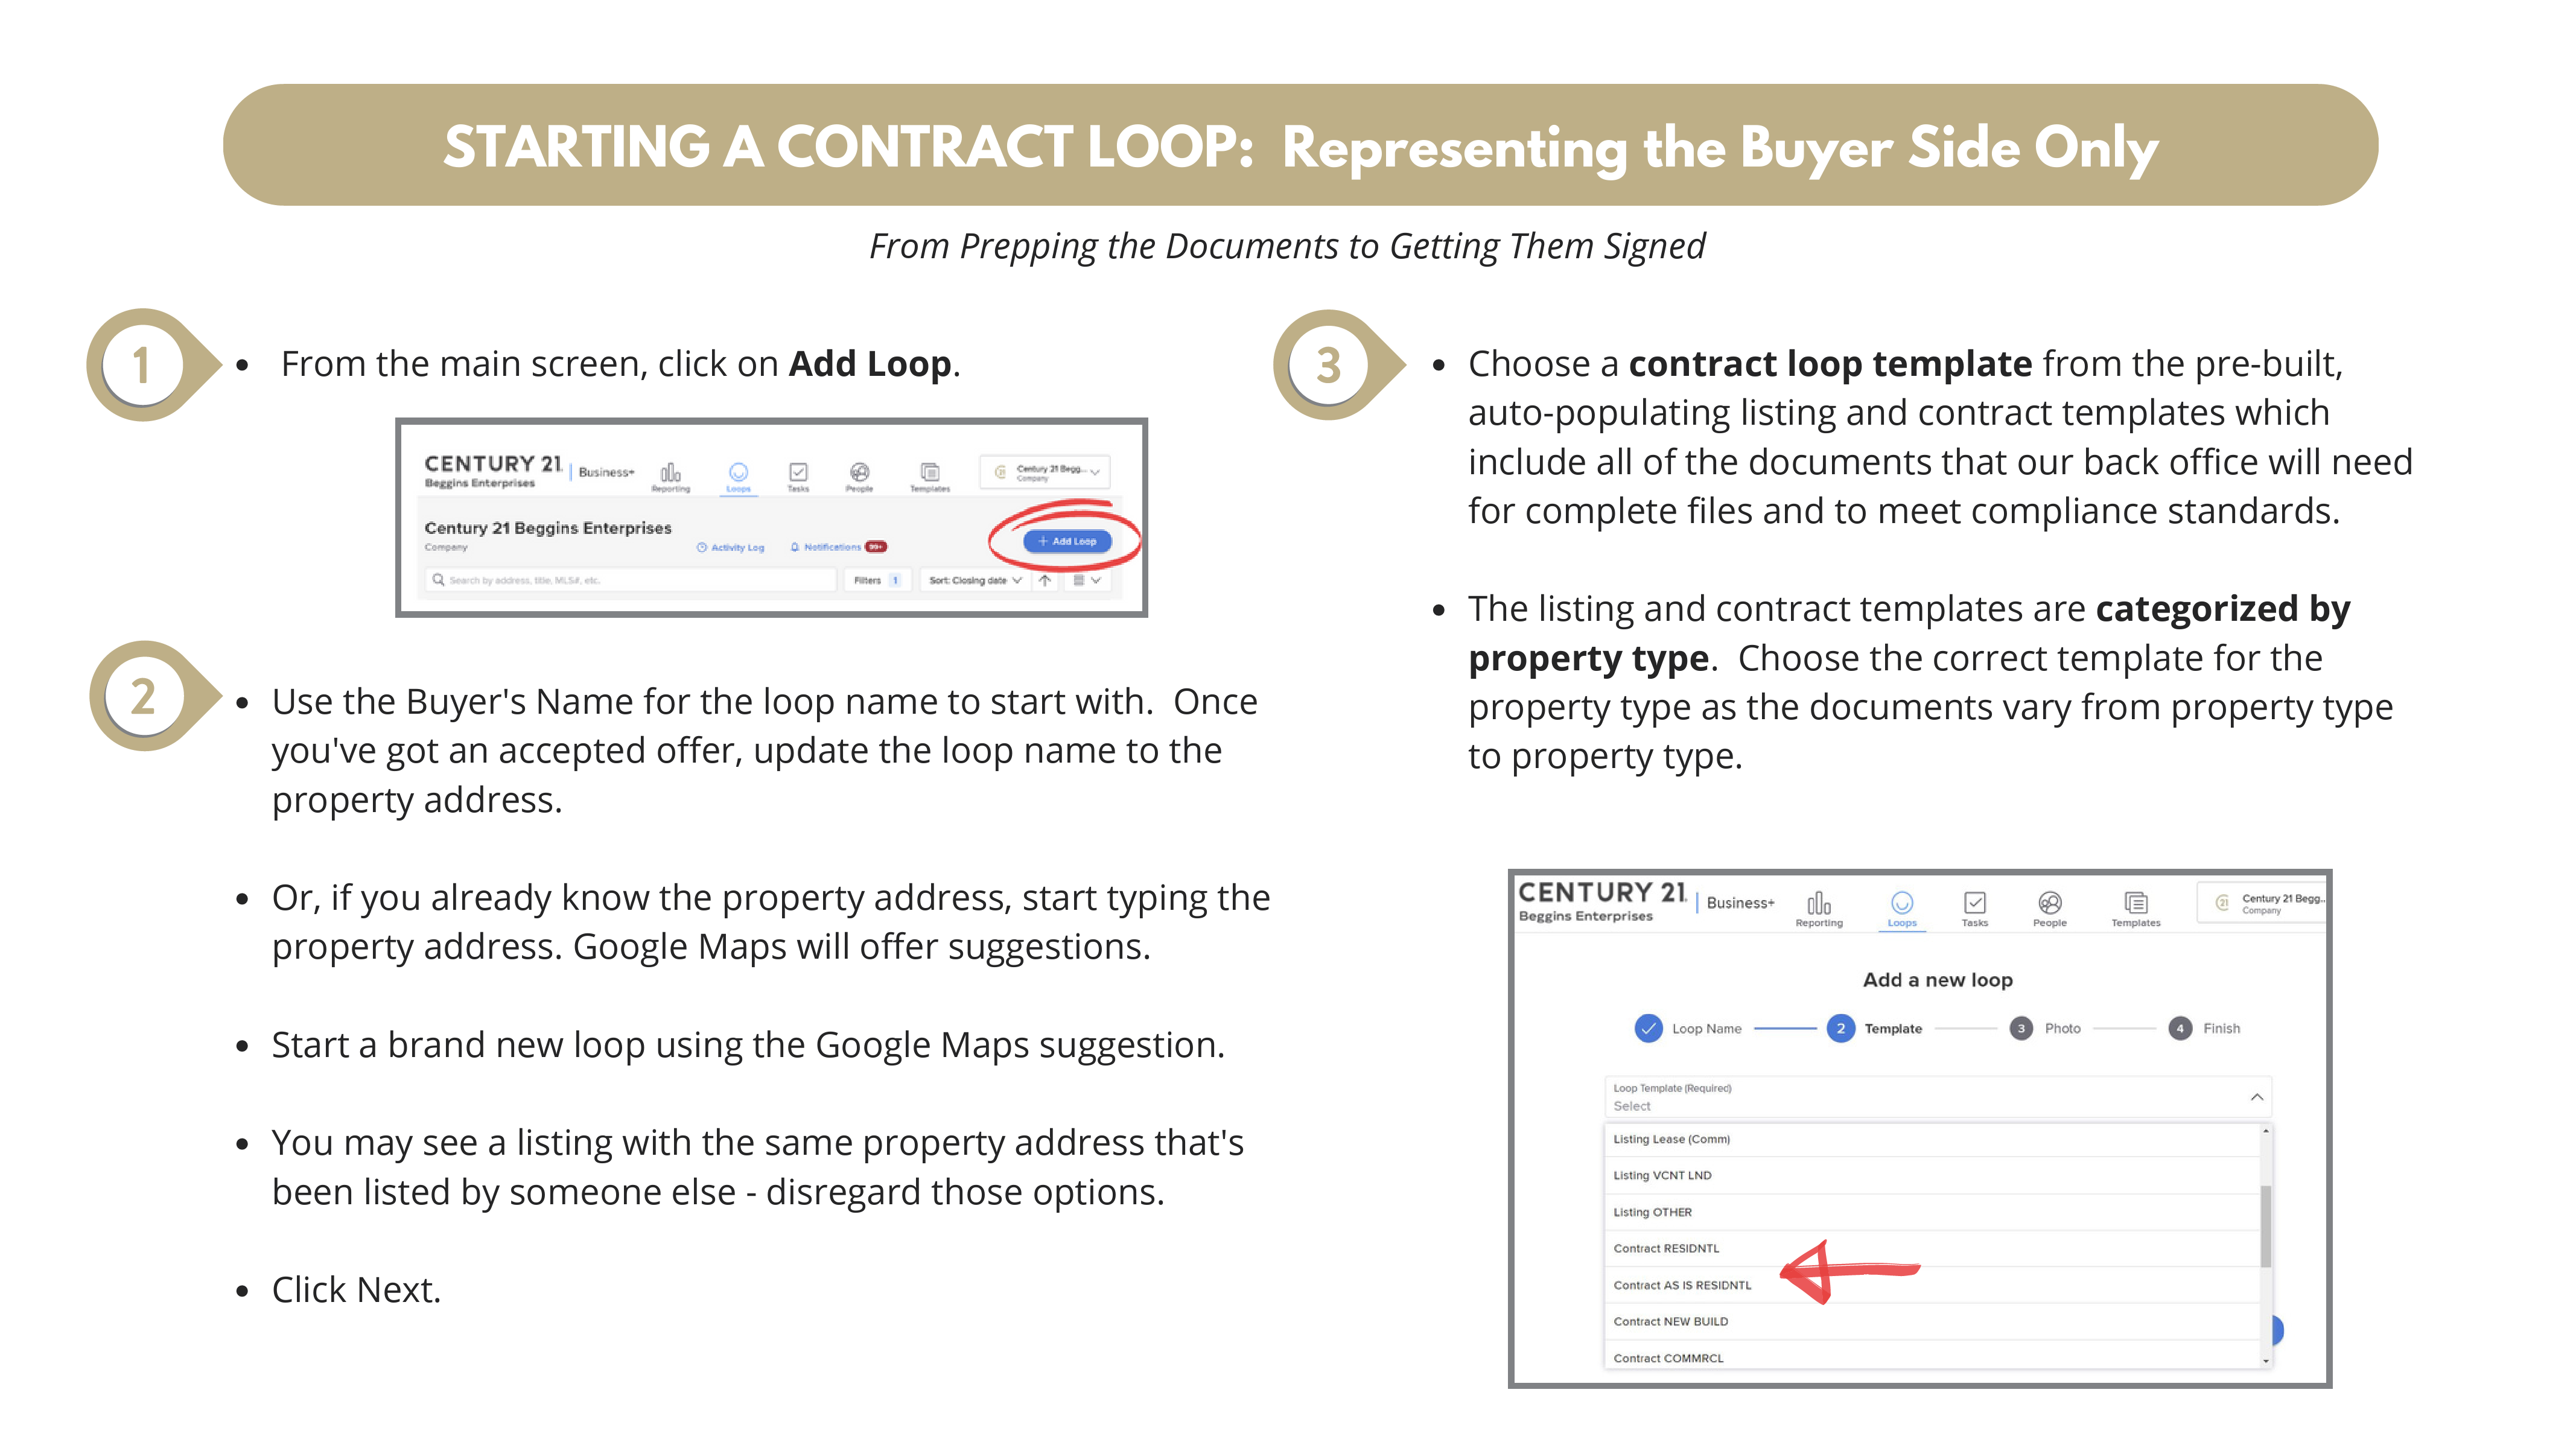 STARTING A CONTRACT LOOP:  Representing the Buyer Side Only
From Prepping the Documents to Getting Them Signed
1
• From the main screen, click on Add Loop.
CENTURY 21. Business+
Beggins Enterprises
Reporting
Loops
Tasks
People
Templates
Century 21 Begg...
Company
Century 21 Beggins Enterprises
Company
Activity Log
Notifications 99+
+ Add Loop
Search by address, title, MLS#, etc.
Filters 1
Sort: Closing date
2
• Use the Buyer's Name for the loop name to start with.  Once
you've got an accepted offer, update the loop name to the
property address.
• Or, if you already know the property address, start typing the
property address. Google Maps will offer suggestions.
• Start a brand new loop using the Google Maps suggestion.
• You may see a listing with the same property address that's
been listed by someone else - disregard those options.
• Click Next.
3
• Choose a contract loop template from the pre-built,
auto-populating listing and contract templates which
include all of the documents that our back office will need
for complete files and to meet compliance standards.
• The listing and contract templates are categorized by
property type.  Choose the correct template for the
property type as the documents vary from property type
to property type.
CENTURY 21. Business+
Beggins Enterprises
Reporting
Loops
Tasks
People
Templates
21
Century 21 Begg..
Company
Add a new loop
Loop Name
2 Template
3 Photo
4 Finish
Loop Template (Required)
Select
Listing Lease (Comm)
Listing VCNT LND
Listing OTHER
Contract RESIDNTL
Contract AS IS RESIDNTL
Contract NEW BUILD
Contract COMMRCL